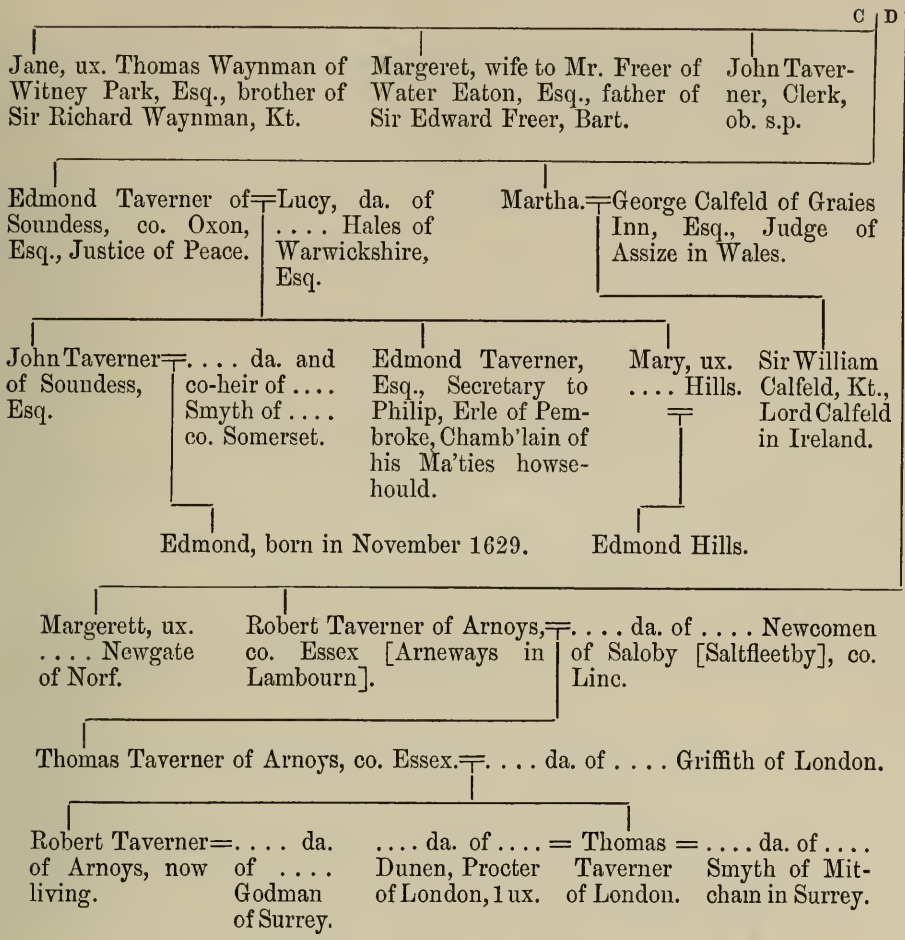 C D
Jane, ux. Thomas Waynman of
Witney Park, Esq., brother of
Sir Richard Waynman, Kt.
Margeret, wife to Mr. Freer of
Water Eaton, Esq., father of
Sir Edward Freer, Bart.
John Taver-
ner, Clerk,
ob. s.p.
Edmond Taverner of
Soundess, co. Oxon,
Esq., Justice of Peace.
=Lucy, da. of
. . . . Hales of
Warwickshire,
Esq.
Martha.=George Calfeld of Graies
Inn, Esq., Judge of
Assize in Wales.
John Taverner=
of Soundess,
Esq.
. . . . da. and
co-heir of . . . .
Smyth of . . . .
co. Somerset.
Edmond Taverner,
Esq., Secretary to
Philip, Erle of Pem-
broke, Chamb'lain of
his Ma'ties howse-
hould.
Mary, ux.
. . . . Hills.
=
Sir William
Calfeld, Kt.,
Lord Calfeld
in Ireland.
Edmond, born in November 1629.
Edmond Hills.
Margerett, ux.
. . . . Newgate
of Norf.
Robert Taverner of Arnoys,=
co. Essex [Arneways in
Lambourn].
. . . . da. of . . . . Newcomen
of Saloby [Saltfleetby], co.
Linc.
Thomas Taverner of Arnoys, co. Essex.=. . . . da. of . . . . Griffith of London.
Robert Taverner=
of Arnoys, now
living.
. . . . da.
of . . . .
Godman
of Surrey.
. . . . da. of . . . . =
Dunen, Procter
of London, 1 ux.
Thomas =
Taverner
of London.
. . . . da. of . . . .
Smyth of Mit-
cham in Surrey.